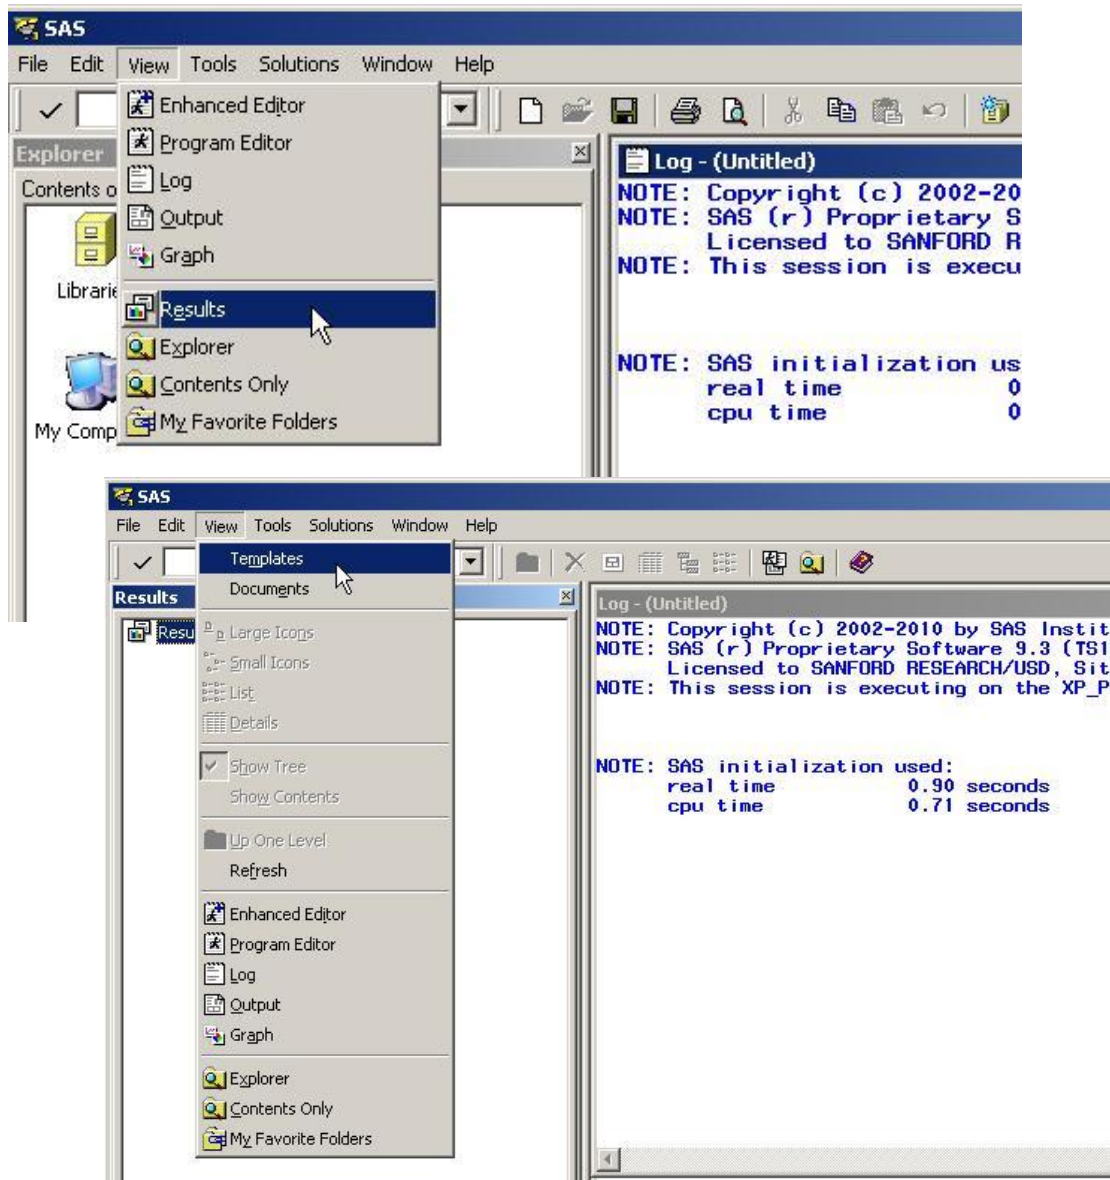 SAS
File Edit View Tools Solutions Window Help
Enhanced Editor
Program Editor
Log
Output
Graph
Results
Explorer
Contents Only
My Favorite Folders
Explorer
Contents o
Librarie
My Comp
Log - (Untitled)
NOTE: Copyright (c) 2002-20
NOTE: SAS (r) Proprietary S
Licensed to SANFORD R
NOTE: This session is execu
NOTE: SAS initialization us
real time 0
cpu time 0
SAS
File Edit View Tools Solutions Window Help
Templates
Documents
Large Icons
Small Icons
List
Details
Show Tree
Show Contents
Up One Level
Refresh
Enhanced Editor
Program Editor
Log
Output
Graph
Explorer
Contents Only
My Favorite Folders
Results
Resu
Log - (Untitled)
NOTE: Copyright (c) 2002-2010 by SAS Instit
NOTE: SAS (r) Proprietary Software 9.3 (TS1
Licensed to SANFORD RESEARCH/USD, Sit
NOTE: This session is executing on the XP_P
NOTE: SAS initialization used:
real time 0.90 seconds
cpu time 0.71 seconds